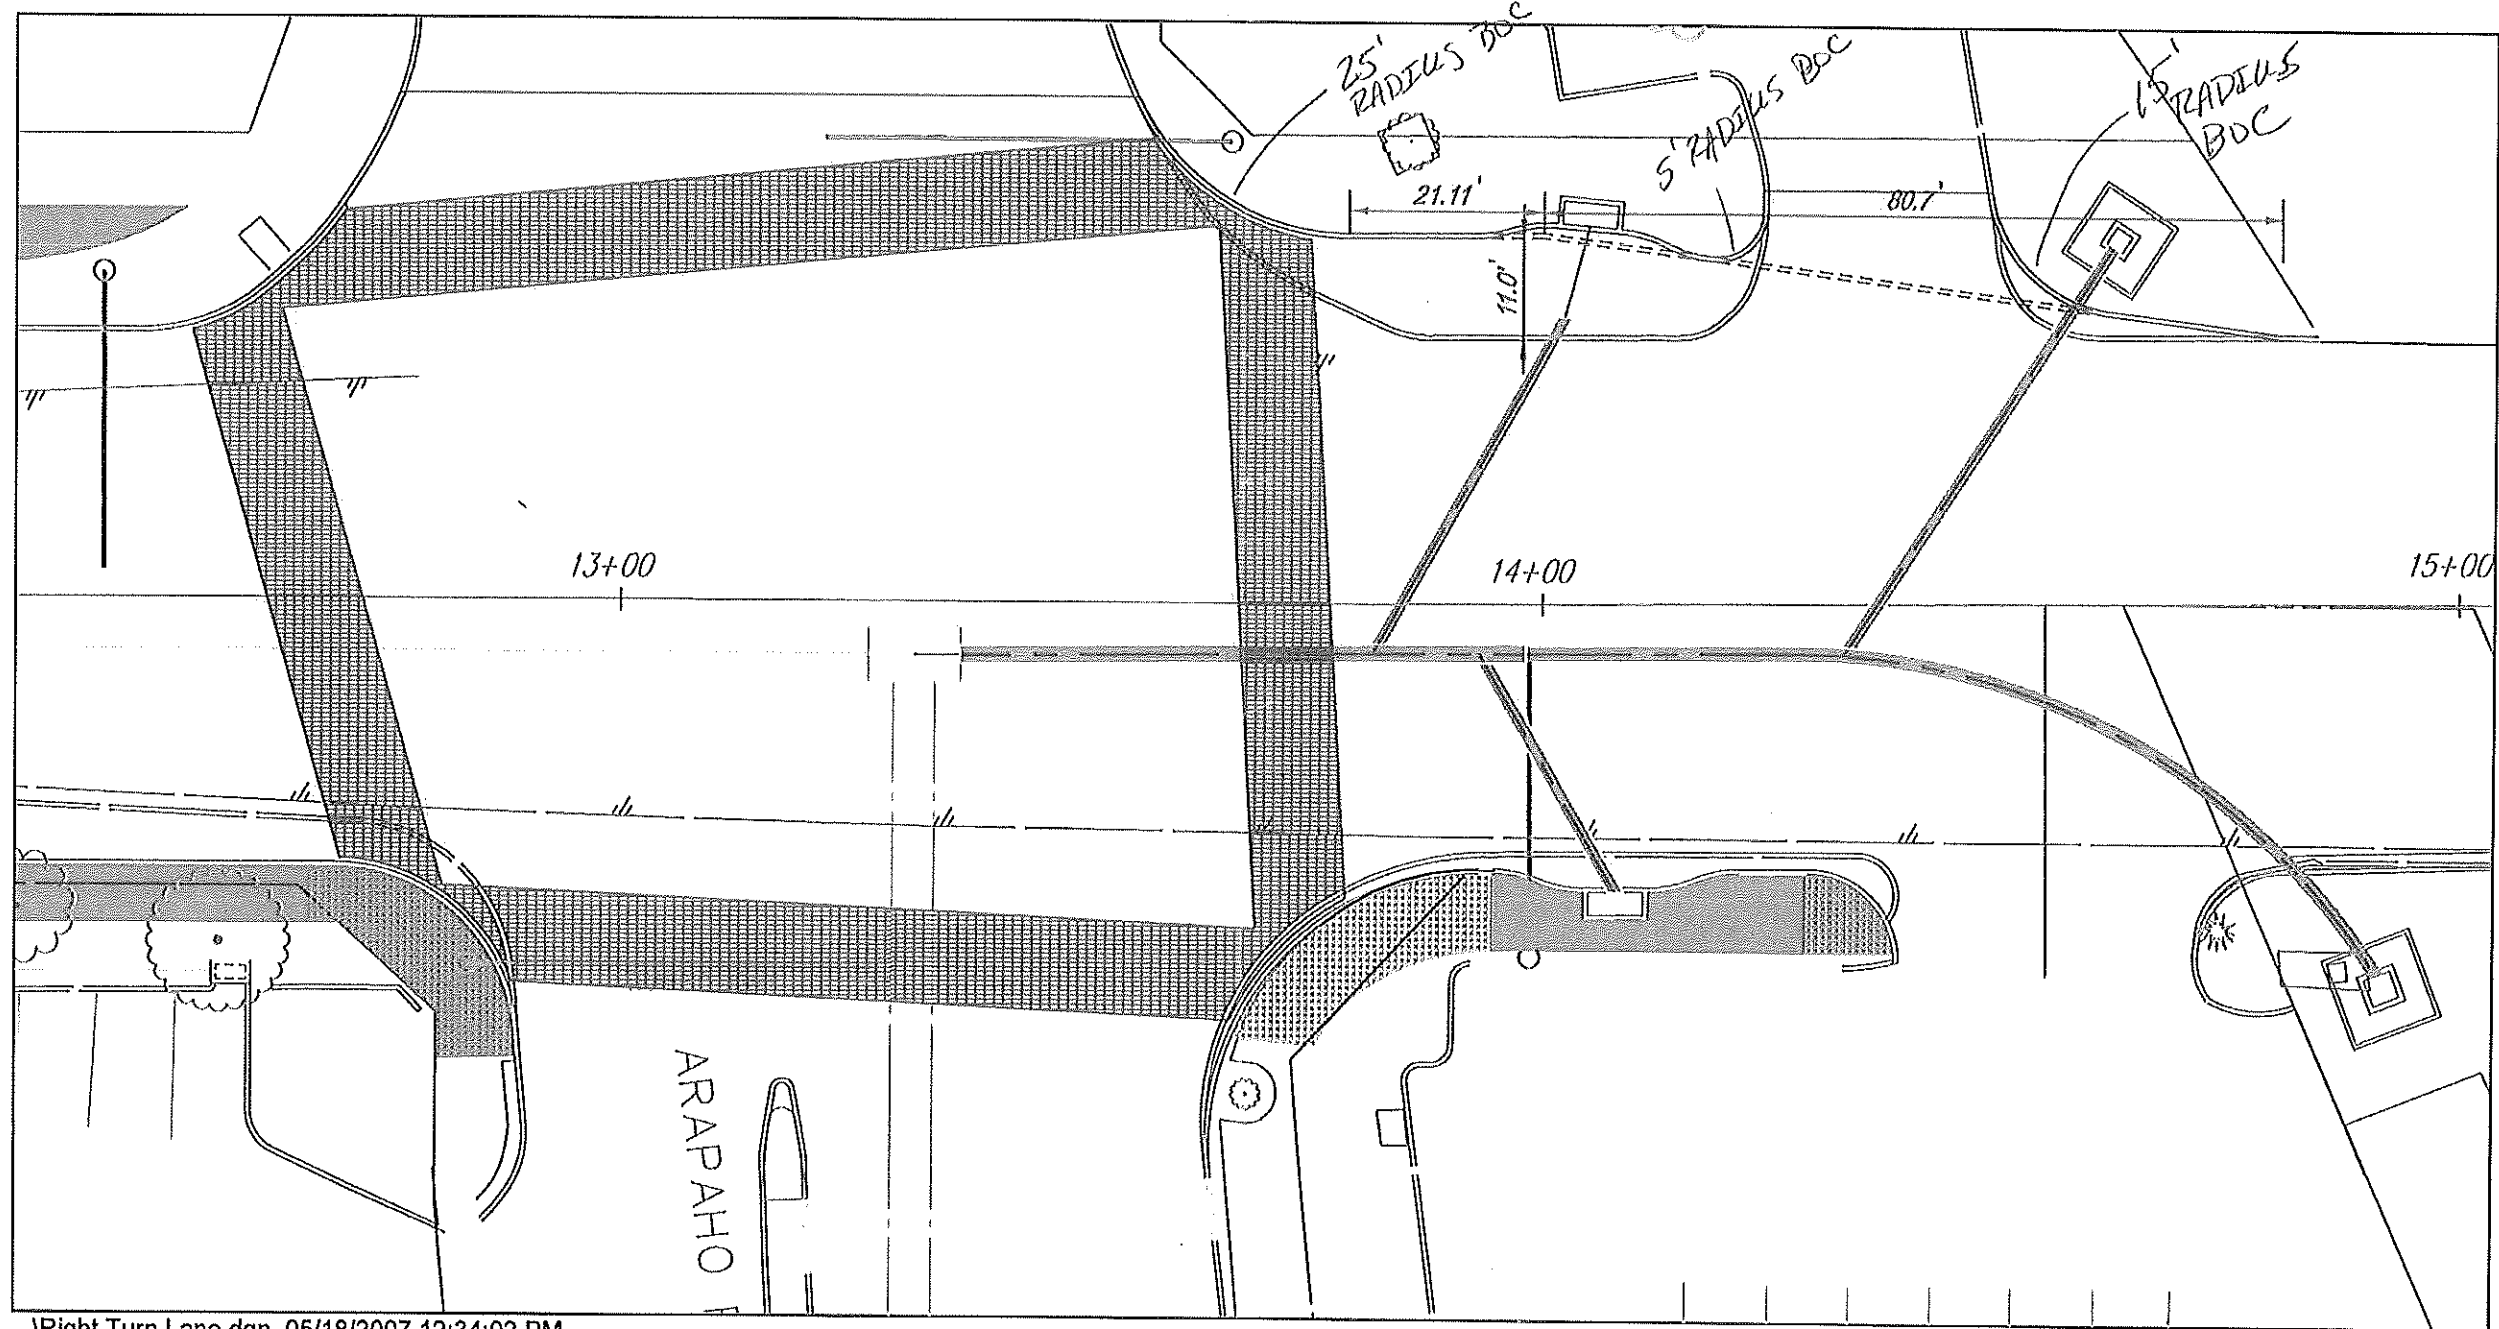 25'
RADIUS BOC
5' RADIUS BOC
15'
RADIUS
BOC
21.11'
80.7'
11.0'
13+00
14+00
15+00
ARAPAHO
\Right Turn Lane.dgn 05/18/2007 12:34:02 PM